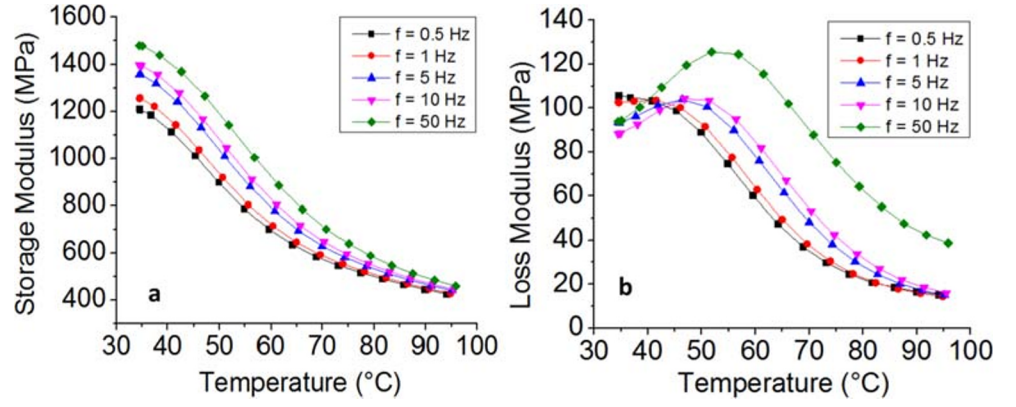 Storage Modulus (MPa)
1600
1400
1200
1000
800
600
400
30 40 50 60 70 80 90 100
Temperature (°C)
f = 0.5 Hz
f = 1 Hz
f = 5 Hz
f = 10 Hz
f = 50 Hz
a
Loss Modulus (MPa)
140
120
100
80
60
40
20
0
30 40 50 60 70 80 90 100
Temperature (°C)
f = 0.5 Hz
f = 1 Hz
f = 5 Hz
f = 10 Hz
f = 50 Hz
b